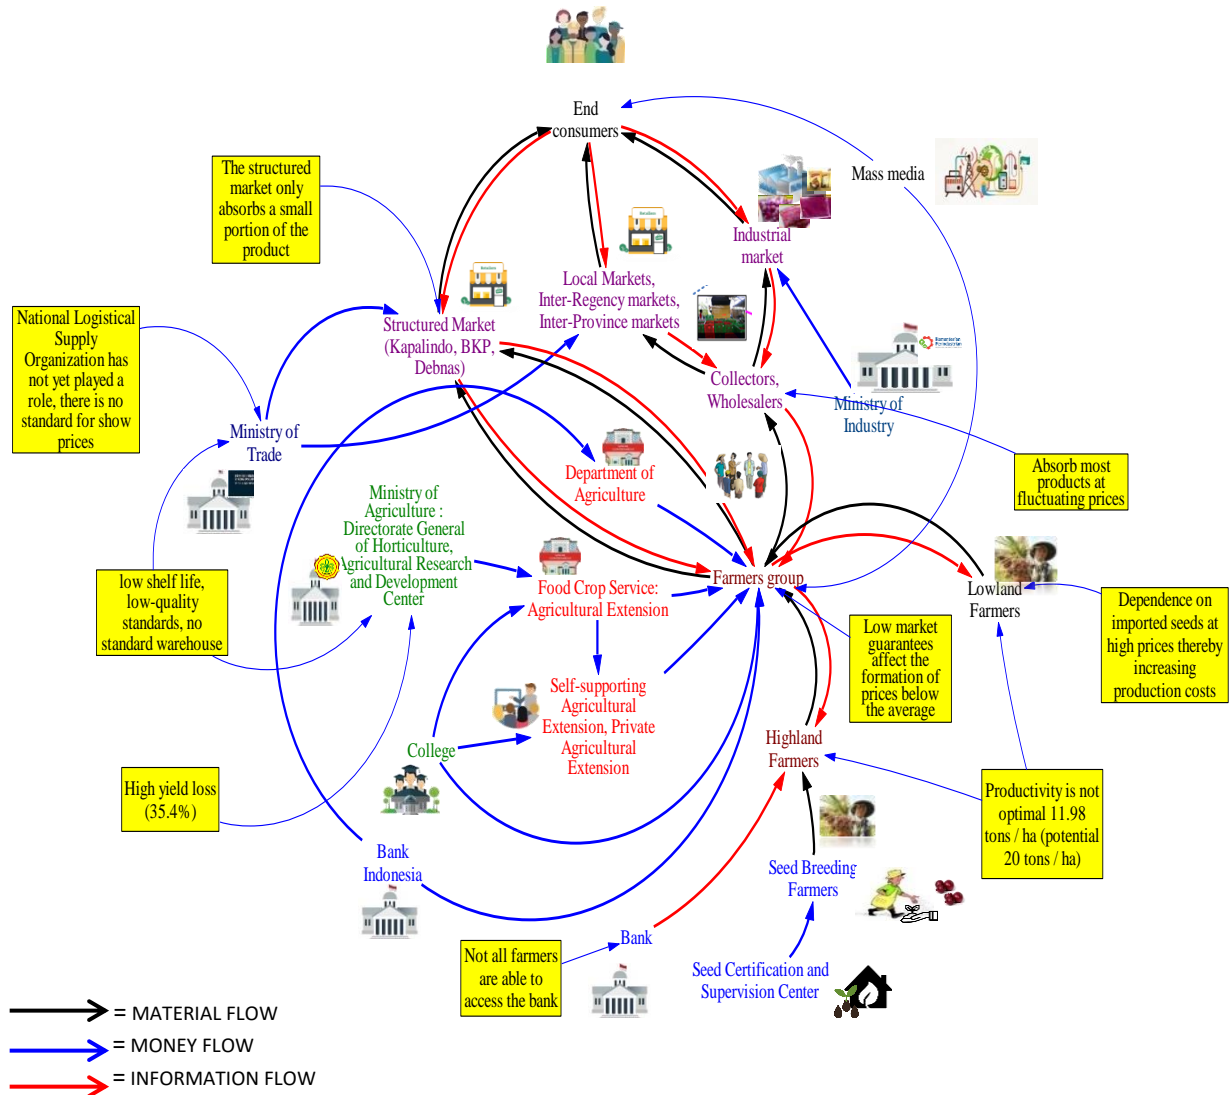 End
consumers
Mass media
The structured
market only
absorbs a small
portion of the
product
Industrial
market
Local Markets,
Inter-Regency markets,
Inter-Province markets
National Logistical
Supply
Organization has
not yet played a
role, there is no
standard for show
prices
Structured Market
(Kapalindo, BKP,
Debnas)
Collectors,
Wholesalers
Ministry of
Industry
Ministry of
Trade
Absorb most
products at
fluctuating prices
Department of
Agriculture
Ministry of
Agriculture :
Directorate General
of Horticulture,
Agricultural Research
and Development
Center
low shelf life,
low-quality
standards, no
standard warehouse
Food Crop Service:
Agricultural Extension
Farmers group
Lowland
Farmers
Dependence on
imported seeds at
high prices thereby
increasing
production costs
Low market
guarantees
affect the
formation of
prices below
the average
Self-supporting
Agricultural
Extension, Private
Agricultural
Extension
College
Highland
Farmers
High yield loss
(35.4%)
Productivity is not
optimal 11.98
tons / ha (potential
20 tons / ha)
Bank
Indonesia
Seed Breeding
Farmers
Not all farmers
are able to
access the bank
Bank
Seed Certification and
Supervision Center
= MATERIAL FLOW
= MONEY FLOW
= INFORMATION FLOW